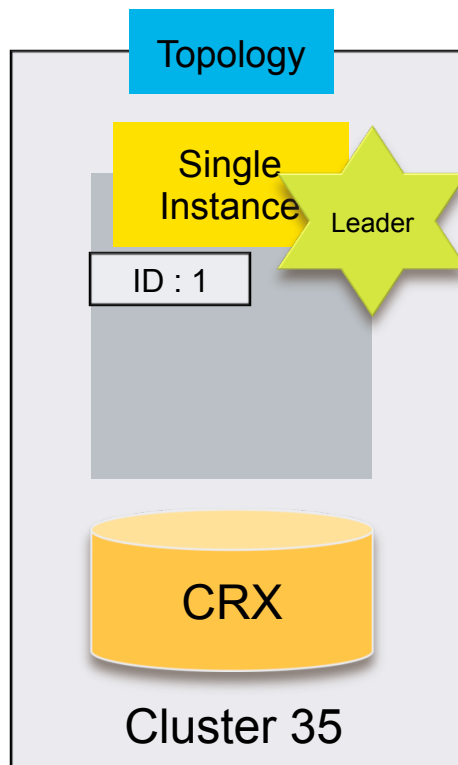 Topology
Single
Instance
Leader
ID : 1
CRX
Cluster 35